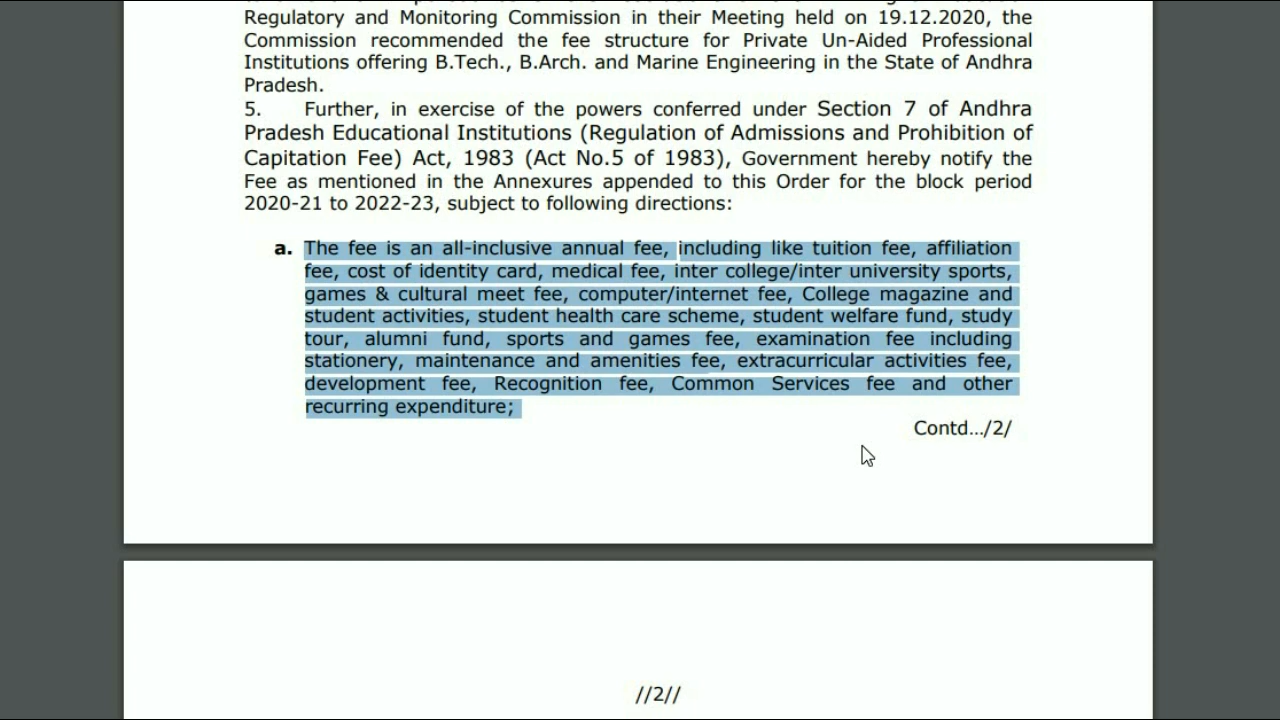 Regulatory and Monitoring Commission in their Meeting held on 19.12.2020, the
Commission recommended the fee structure for Private Un-Aided Professional
Institutions offering B.Tech., B.Arch. and Marine Engineering in the State of Andhra
Pradesh.
5. Further, in exercise of the powers conferred under Section 7 of Andhra
Pradesh Educational Institutions (Regulation of Admissions and Prohibition of
Capitation Fee) Act, 1983 (Act No.5 of 1983), Government hereby notify the
Fee as mentioned in the Annexures appended to this Order for the block period
2020-21 to 2022-23, subject to following directions:
a. The fee is an all-inclusive annual fee, including like tuition fee, affiliation
fee, cost of identity card, medical fee, inter college/inter university sports,
games & cultural meet fee, computer/internet fee, College magazine and
student activities, student health care scheme, student welfare fund, study
tour, alumni fund, sports and games fee, examination fee including
stationery, maintenance and amenities fee, extracurricular activities fee,
development fee, Recognition fee, Common Services fee and other
recurring expenditure;
Contd.../2/
//2//